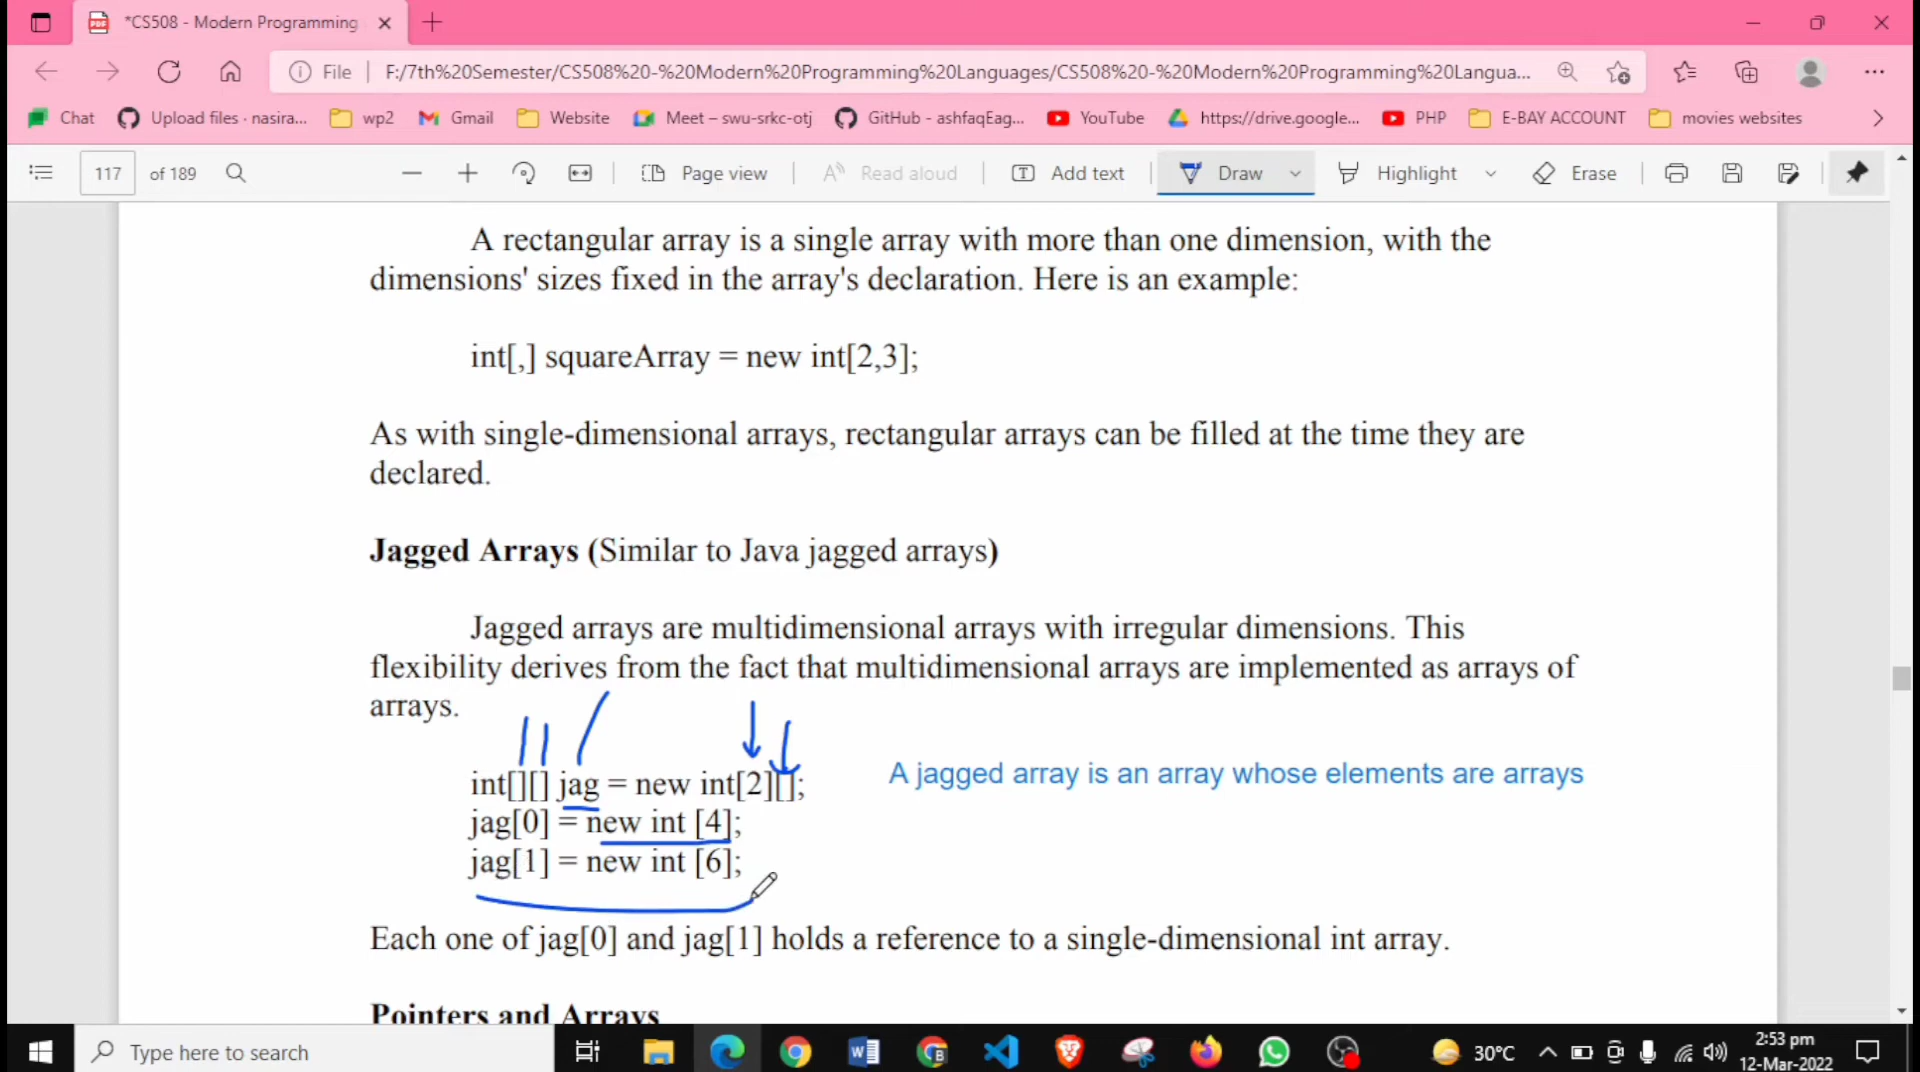 *CS508 - Modern Programming
File F:/7th%20Semester/CS508%20-%20Modern%20Programming%20Languages/CS508%20-%20Modern%20Programming%20Langua...
Chat Upload files · nasira... wp2 Gmail Website Meet – swu-srkc-otj GitHub - ashfaqEag... YouTube https://drive.google... PHP E-BAY ACCOUNT movies websites
117 of 189 Page view Read aloud Add text Draw Highlight Erase
A rectangular array is a single array with more than one dimension, with the
dimensions' sizes fixed in the array's declaration. Here is an example:
int[,] squareArray = new int[2,3];
As with single-dimensional arrays, rectangular arrays can be filled at the time they are
declared.
Jagged Arrays (Similar to Java jagged arrays)
Jagged arrays are multidimensional arrays with irregular dimensions. This
flexibility derives from the fact that multidimensional arrays are implemented as arrays of
arrays.
int[][] jag = new int[2][]; A jagged array is an array whose elements are arrays
jag[0] = new int [4];
jag[1] = new int [6];
Each one of jag[0] and jag[1] holds a reference to a single-dimensional int array.
Pointers and Arrays
Type here to search 30°C 2:53 pm
12-Mar-2022